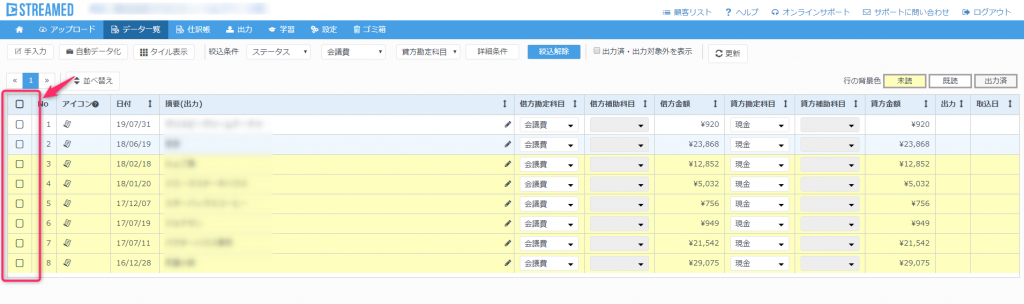 STREAMED
顧客リスト ヘルプ オンラインサポート サポートに問い合わせ ログアウト
アップロード データ一覧 仕訳帳 出力 学習 設定 ゴミ箱
手入力 自動データ化 タイル表示 絞込条件 ステータス 会議費 貸方勘定科目 詳細条件 絞込解除 出力済・出力対象外を表示 更新
« 1 » 並べ替え 行の背景色 未読 既読 出力済
No アイコン 日付 摘要(出力) 借方勘定科目 借方補助科目 借方金額 貸方勘定科目 貸方補助科目 貸方金額 出力 取込日
1 19/07/31 会議費 ¥920 現金 ¥920
2 18/06/19 会議費 ¥23,868 現金 ¥23,868
3 18/02/18 会議費 ¥12,852 現金 ¥12,852
4 18/01/20 会議費 ¥5,032 現金 ¥5,032
5 17/12/07 会議費 ¥756 現金 ¥756
6 17/07/19 会議費 ¥949 現金 ¥949
7 17/07/11 会議費 ¥21,542 現金 ¥21,542
8 16/12/28 会議費 ¥29,075 現金 ¥29,075